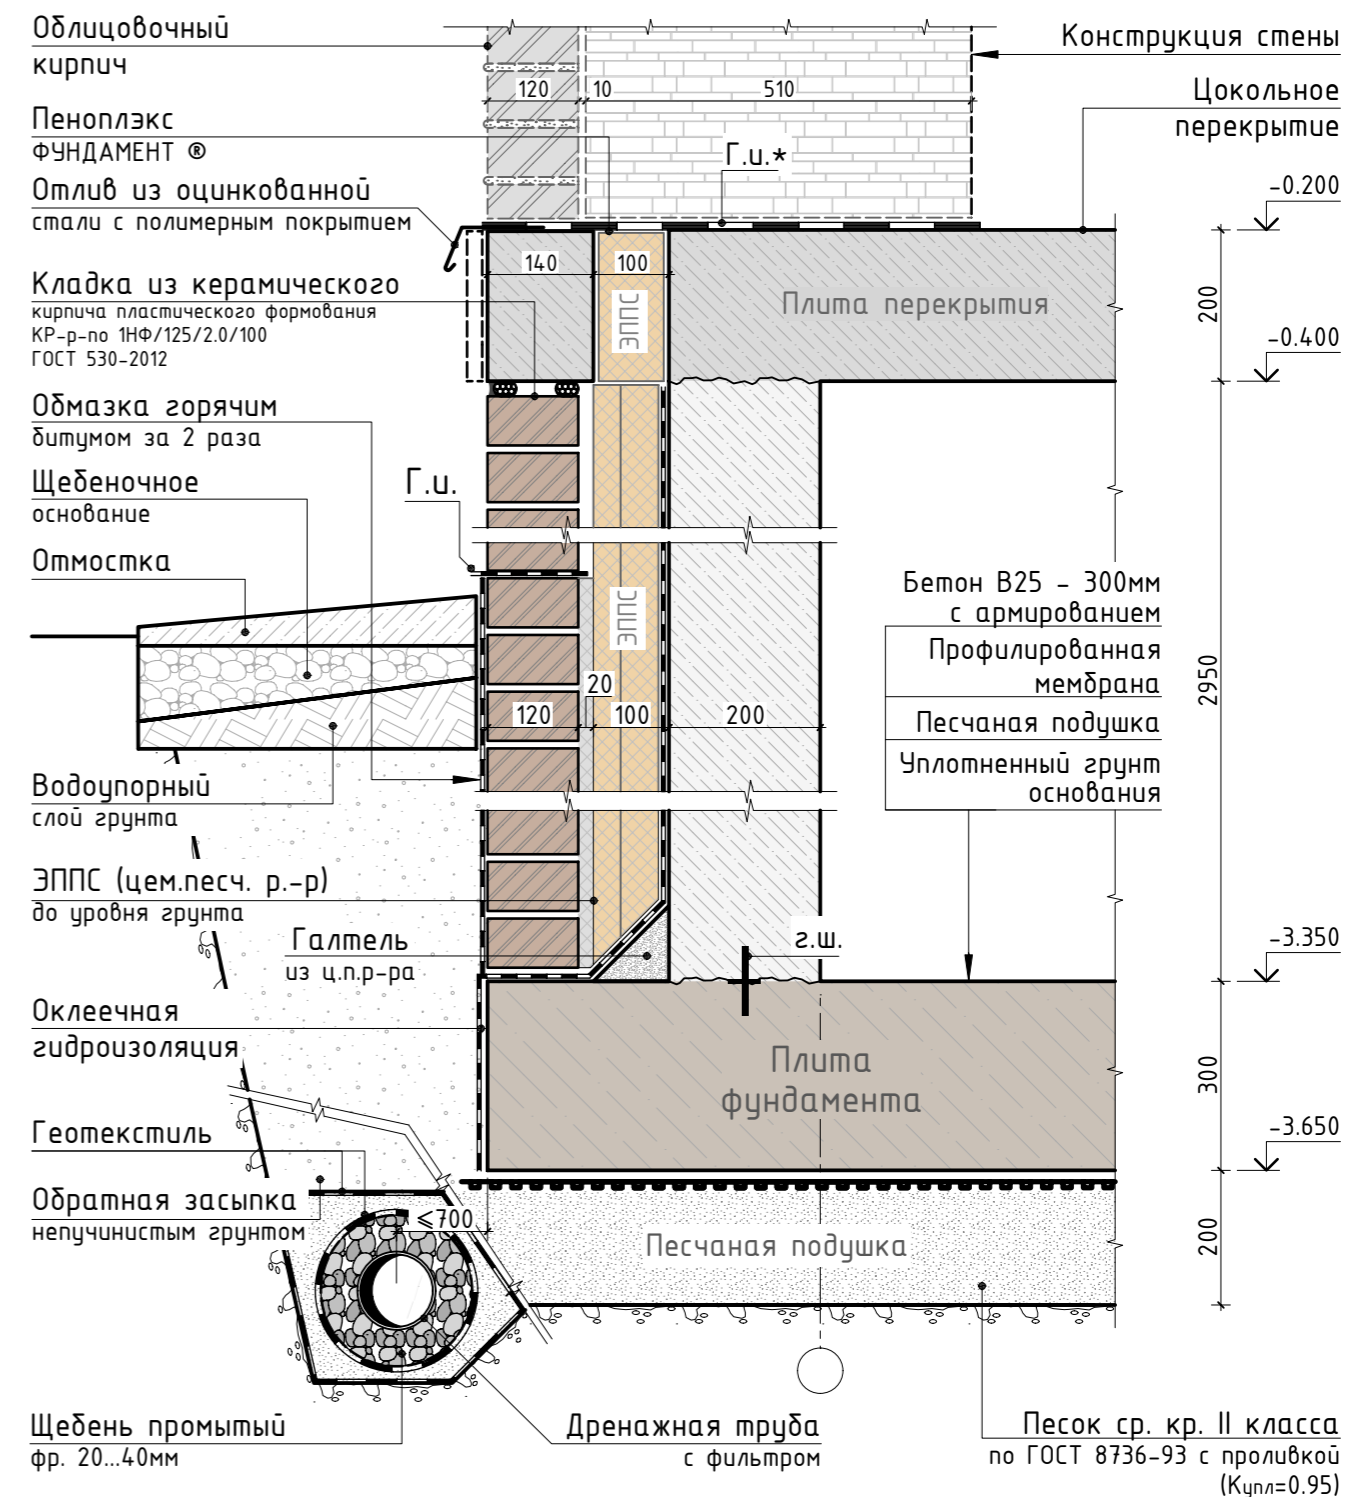 Облицовочный
кирпич
Пеноплэкс
ФУНДАМЕНТ ®
Отлив из оцинкованной
стали с полимерным покрытием
Кладка из керамического
кирпича пластического формования
КР-р-по 1НФ/125/2.0/100
ГОСТ 530-2012
Обмазка горячим
битумом за 2 раза
Щебеночное
основание
Отмостка
Водоупорный
слой грунта
ЭППС (цем.песч. р.-р)
до уровня грунта
Галтель
из ц.п.р-ра
Оклеечная
гидроизоляция
Геотекстиль
Обратная засыпка
непучинистым грунтом
Щебень промытый
фр. 20...40мм
Дренажная труба
с фильтром
Песок ср. кр. II класса
по ГОСТ 8736-93 с проливкой
(Купл=0.95)
Конструкция стены
Цокольное
перекрытие
120
10
510
Г.и.*
140
100
ЭППС
Плита перекрытия
Г.и.
ЭППС
20
120
100
200
Бетон В25 - 300мм
с армированием
Профилированная
мембрана
Песчаная подушка
Уплотненный грунт
основания
г.ш.
Плита
фундамента
⩽700
Песчаная подушка
-0.200
200
-0.400
2950
-3.350
300
-3.650
200